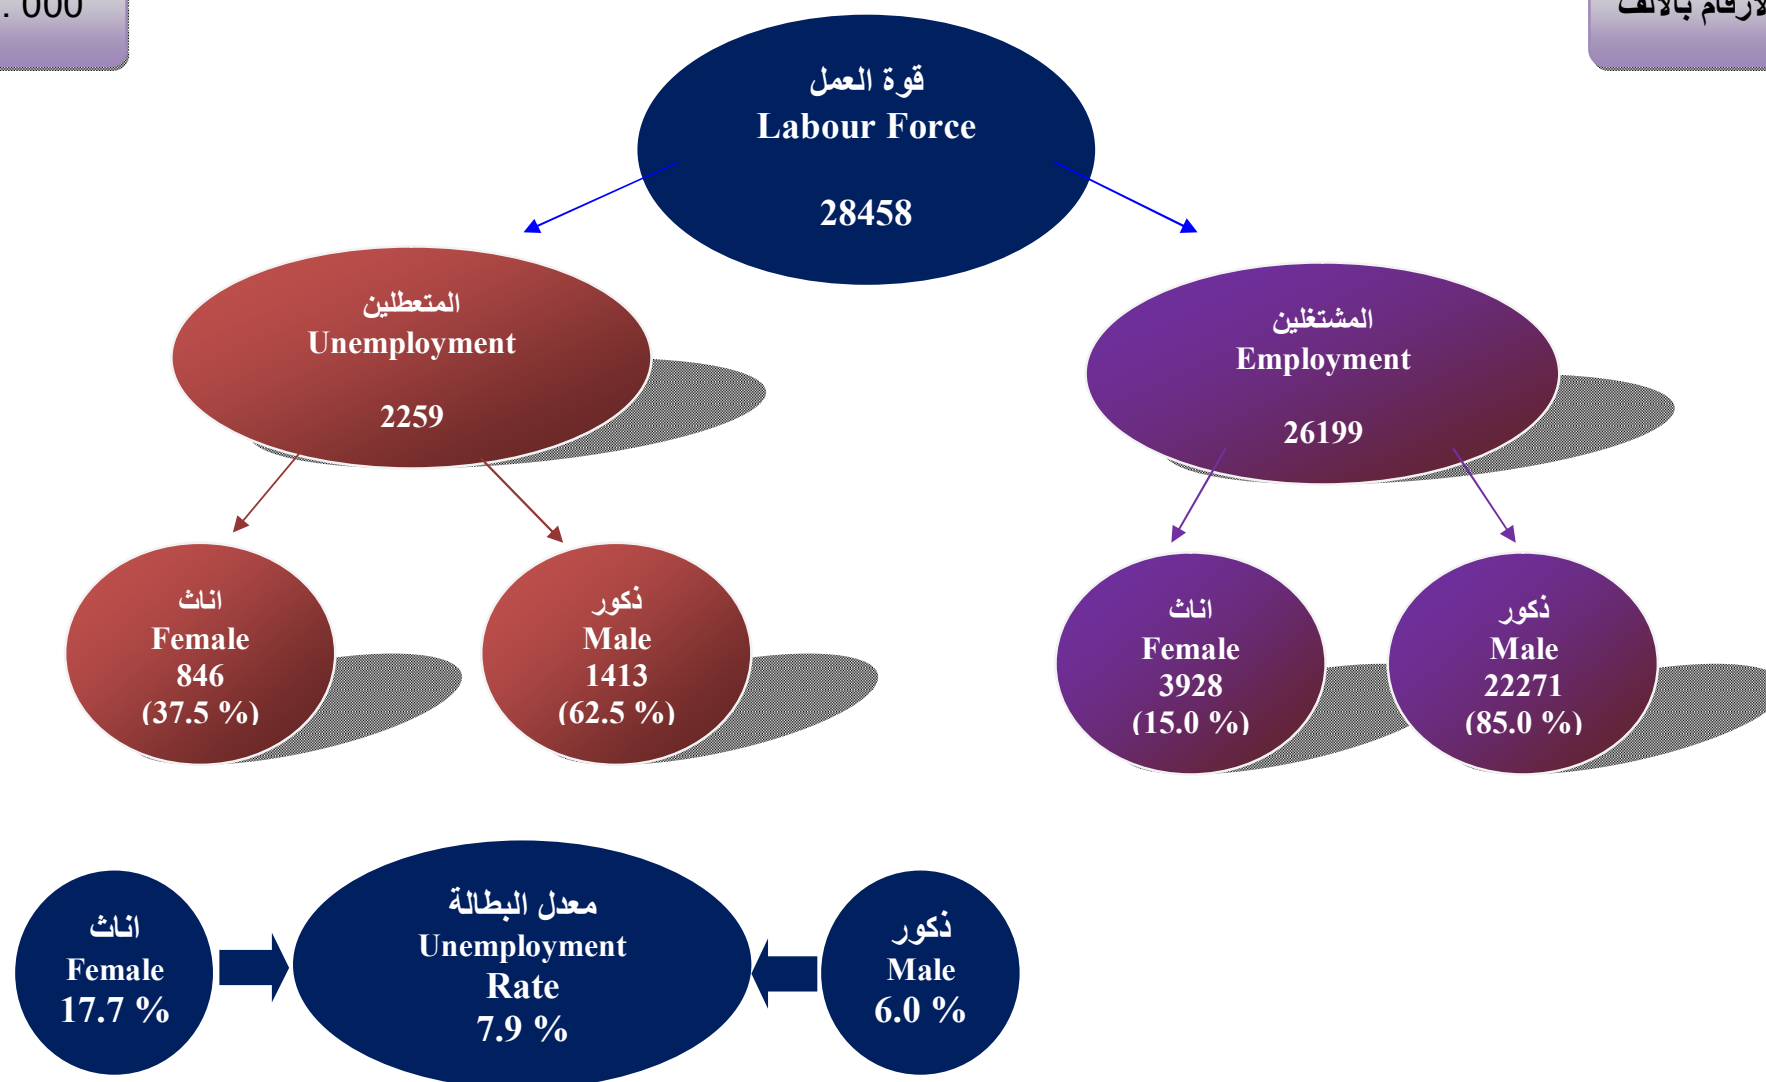 . 000
الارقام بالالف
قوة العمل
Labour Force
28458
المتعطلين
Unemployment
2259
المشتغلين
Employment
26199
اناث
Female
846
(37.5 %)
ذكور
Male
1413
(62.5 %)
اناث
Female
3928
(15.0 %)
ذكور
Male
22271
(85.0 %)
اناث
Female
17.7 %
معدل البطالة
Unemployment
Rate
7.9 %
ذكور
Male
6.0 %